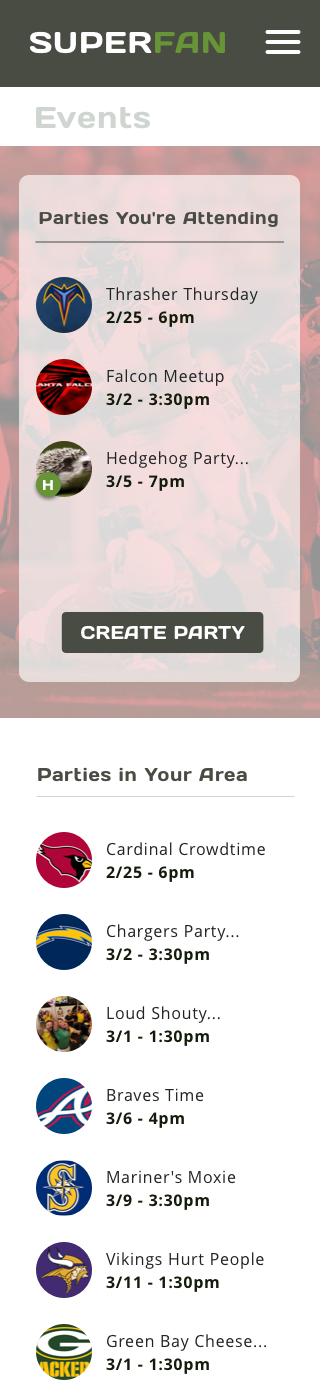 SUPERFAN
Events
Parties You're Attending
Thrasher Thursday
2/25 - 6pm
ANTA FALC
Falcon Meetup
3/2 - 3:30pm
Hedgehog Party...
3/5 - 7pm
H
CREATE PARTY
Parties in Your Area
Cardinal Crowdtime
2/25 - 6pm
Chargers Party...
3/2 - 3:30pm
Loud Shouty...
3/1 - 1:30pm
A
Braves Time
3/6 - 4pm
S
Mariner's Moxie
3/9 - 3:30pm
Vikings Hurt People
3/11 - 1:30pm
G
Green Bay Cheese...
ACKER
3/1 - 1:30pm